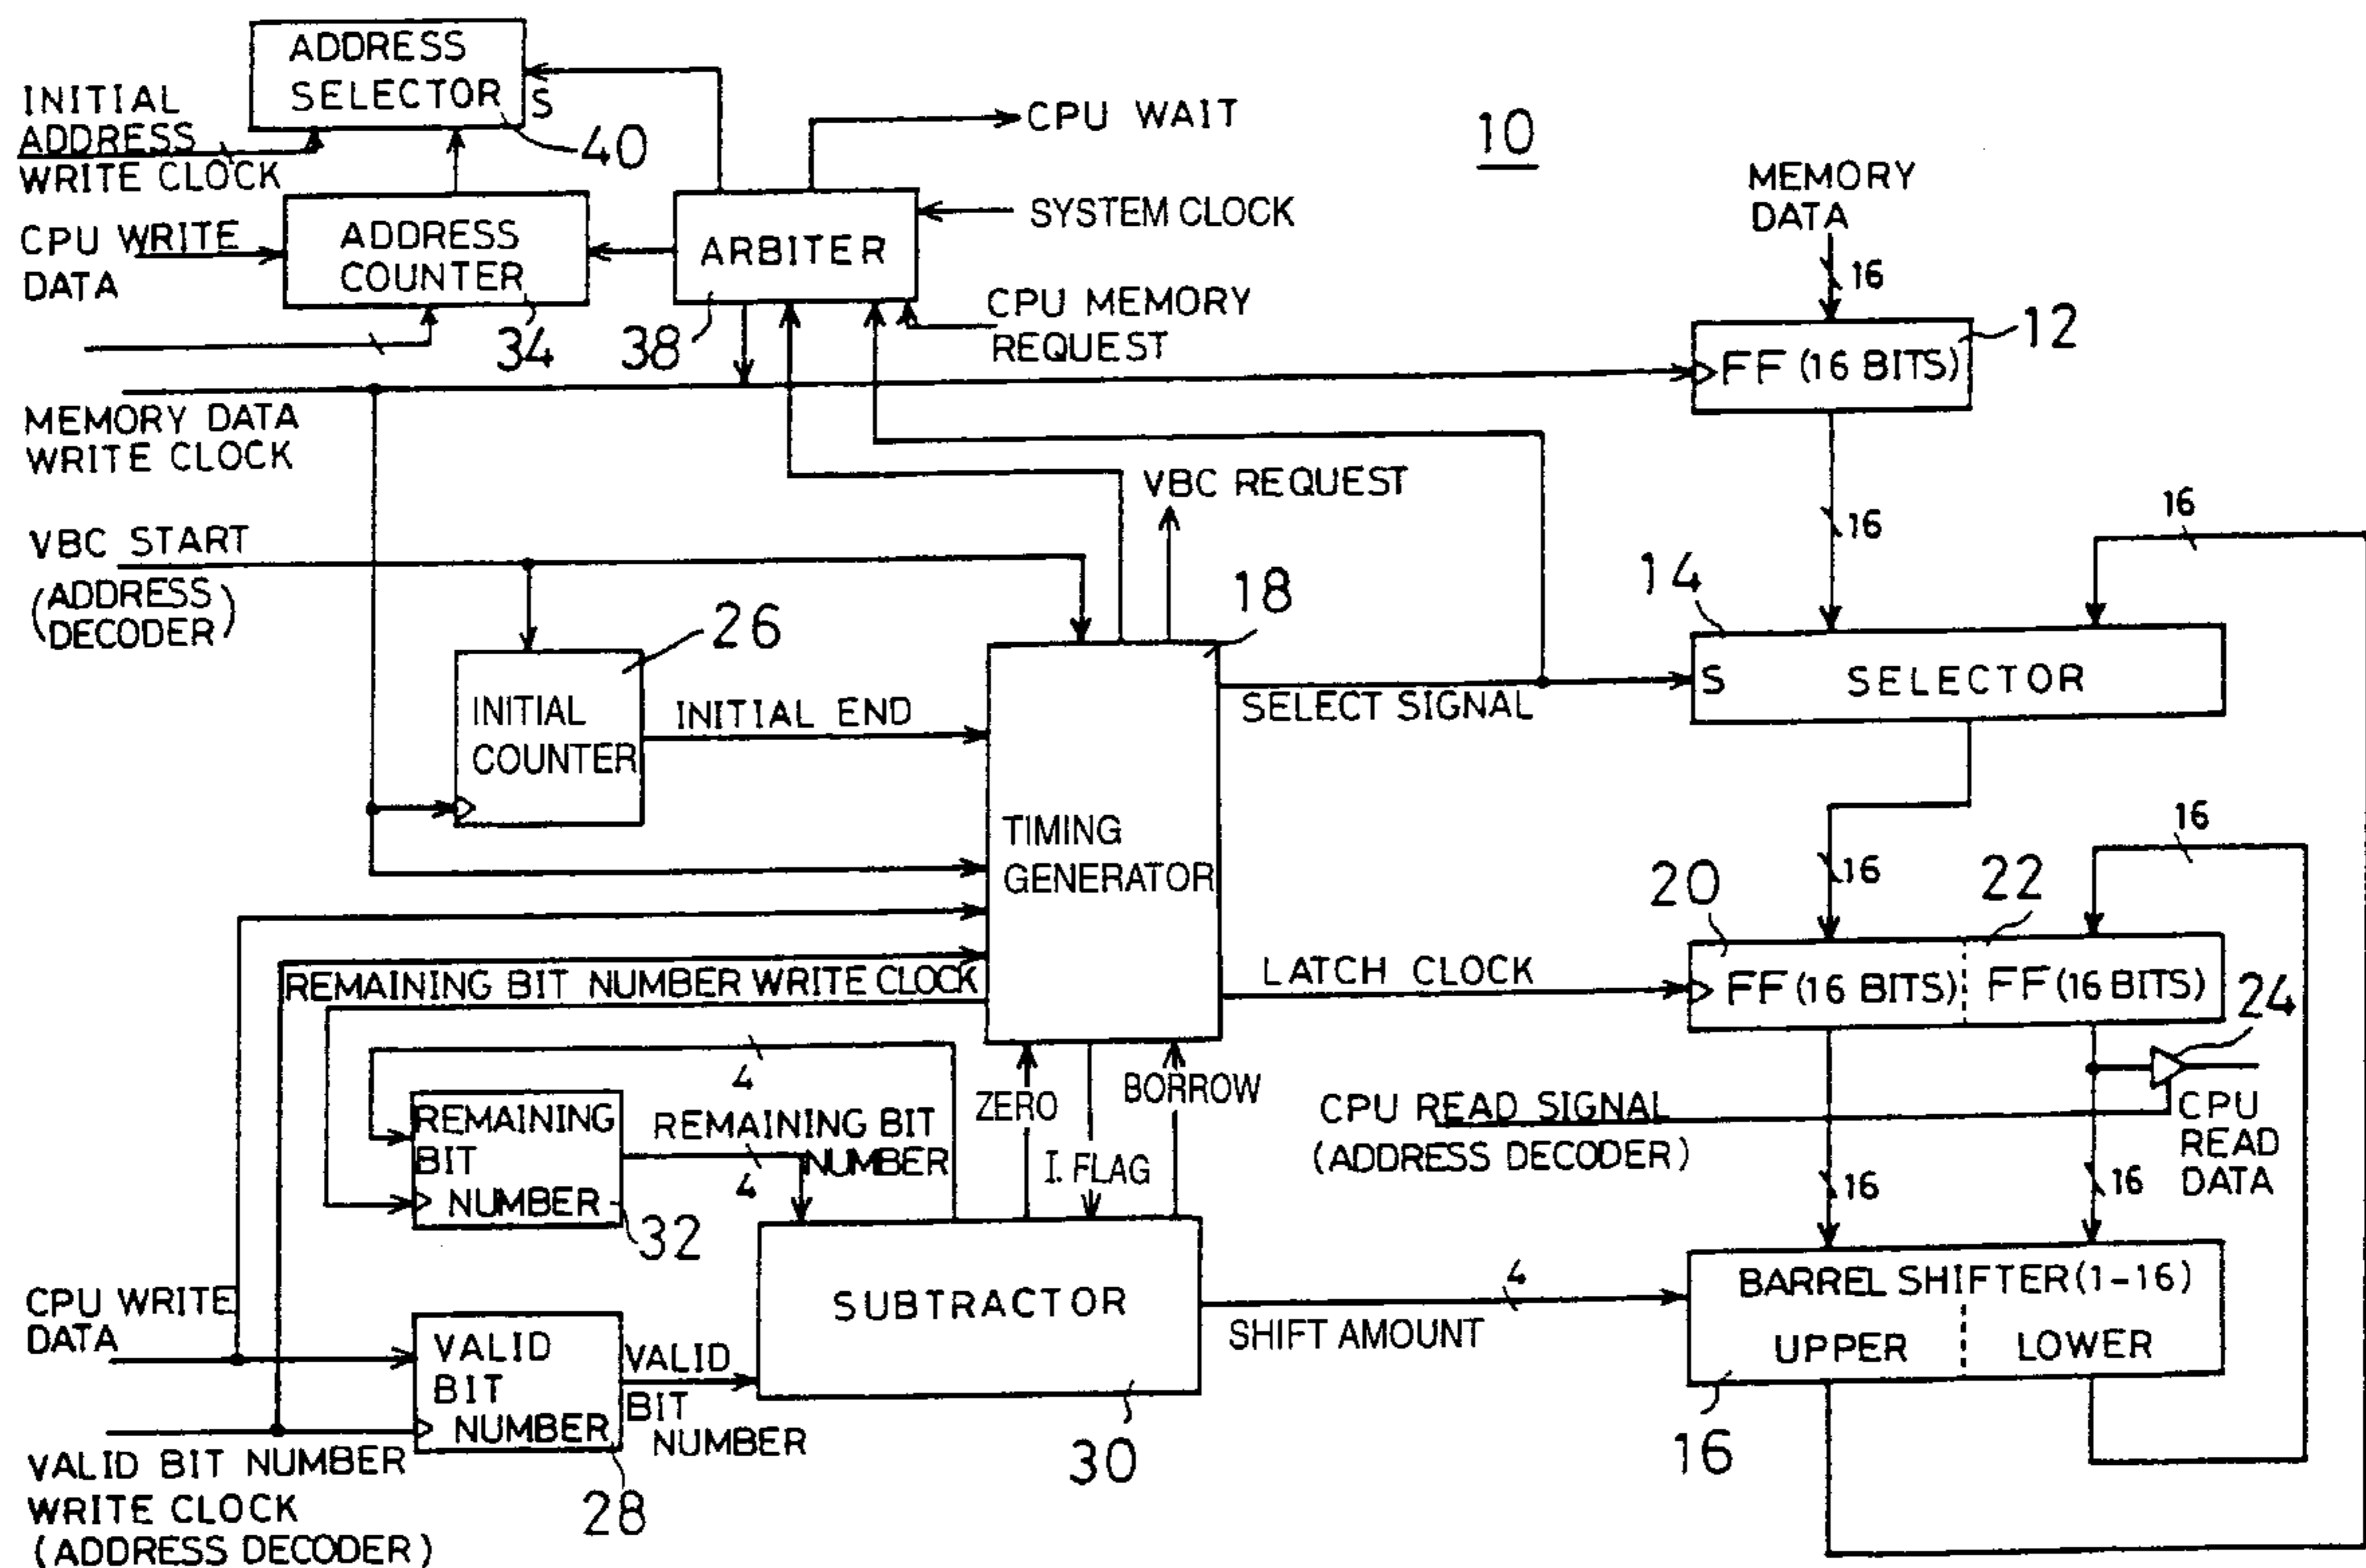 ADDRESS
SELECTOR
S
40
INITIAL
ADDRESS
WRITE CLOCK
CPU WAIT
10
MEMORY
DATA
16
SYSTEM CLOCK
CPU WRITE
DATA
ADDRESS
COUNTER
34
ARBITER
38
CPU MEMORY
REQUEST
12
FF (16 BITS)
MEMORY DATA
WRITE CLOCK
VBC REQUEST
16
16
VBC START
(ADDRESS
DECODER)
26
18
14
INITIAL
COUNTER
INITIAL END
SELECT SIGNAL
S
SELECTOR
TIMING
GENERATOR
16
16
20
22
REMAINING BIT NUMBER WRITE CLOCK
LATCH CLOCK
FF (16 BITS)
FF (16 BITS)
24
4
ZERO
BORROW
I. FLAG
REMAINING
BIT
NUMBER
32
REMAINING BIT
NUMBER
4
CPU READ SIGNAL
(ADDRESS DECODER)
CPU
READ
DATA
16
16
CPU WRITE
DATA
VALID
BIT
NUMBER
28
VALID
BIT
NUMBER
SUBTRACTOR
30
4
SHIFT AMOUNT
BARREL SHIFTER (1-16)
UPPER
LOWER
16
VALID BIT NUMBER
WRITE CLOCK
(ADDRESS DECODER)